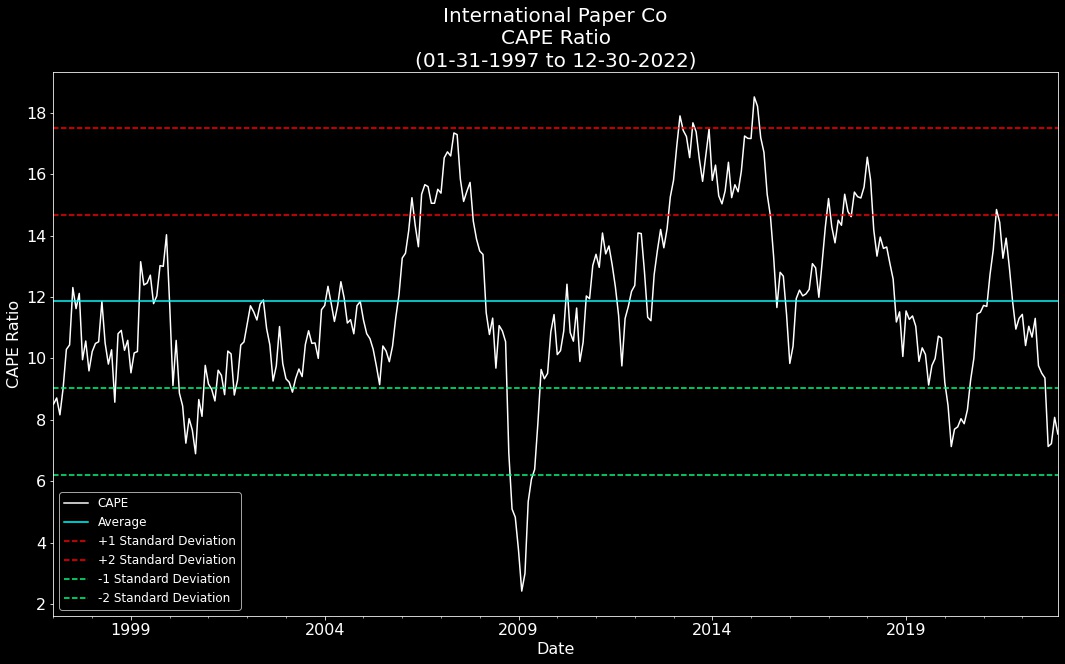 International Paper Co
CAPE Ratio
(01-31-1997 to 12-30-2022)
CAPE Ratio
18
16
14
12
10
8
6
4
2
CAPE
Average
+1 Standard Deviation
+2 Standard Deviation
-1 Standard Deviation
-2 Standard Deviation
1999 2004 2009 2014 2019
Date